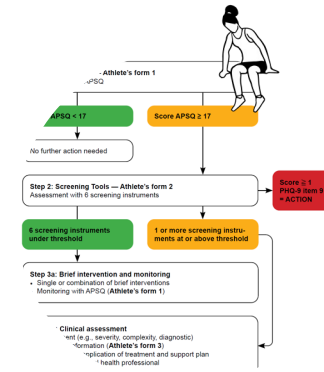 Athlete's form 1
APSQ
APSQ < 17
Score APSQ ≥ 17
No further action needed
Step 2: Screening Tools — Athlete's form 2
Assessment with 6 screening instruments
Score ≥ 1
PHQ-9 item 9
= ACTION
6 screening instruments
under threshold
1 or more screening instru-
ments at or above threshold
Step 3a: Brief intervention and monitoring
• Single or combination of brief interventions
Monitoring with APSQ (Athlete's form 1)
Clinical assessment
(e.g., severity, complexity, diagnostic)
(Athlete's form 3)
of treatment and support plan
health professional